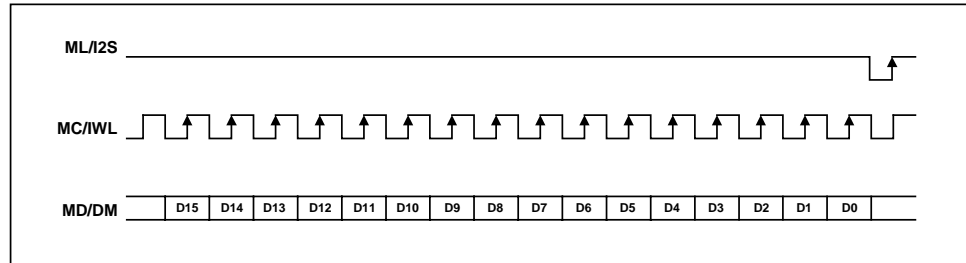 ML/I2S
MC/IWL
MD/DM D15 D14 D13 D12 D11 D10 D9 D8 D7 D6 D5 D4 D3 D2 D1 D0